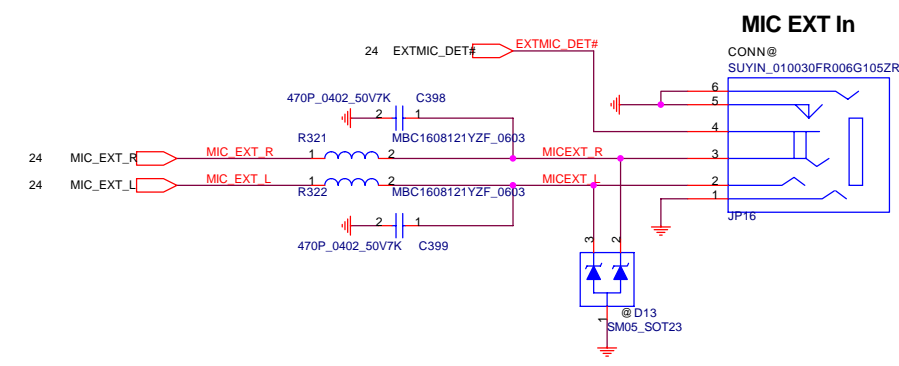 MIC EXT In
CONN@
SUYIN_010030FR006G105ZR
24 EXTMIC_DET# EXTMIC_DET#
6
5
4
3
2
1
JP16
470P_0402_50V7K C398
2 1
R321 MBC1608121YZF_0603
24 MIC_EXT_R MIC_EXT_R 1 2 MICEXT_R
24 MIC_EXT_L MIC_EXT_L 1 2 MICEXT_L
R322 MBC1608121YZF_0603
2 1
470P_0402_50V7K C399
3 2
1
@ D13
SM05_SOT23